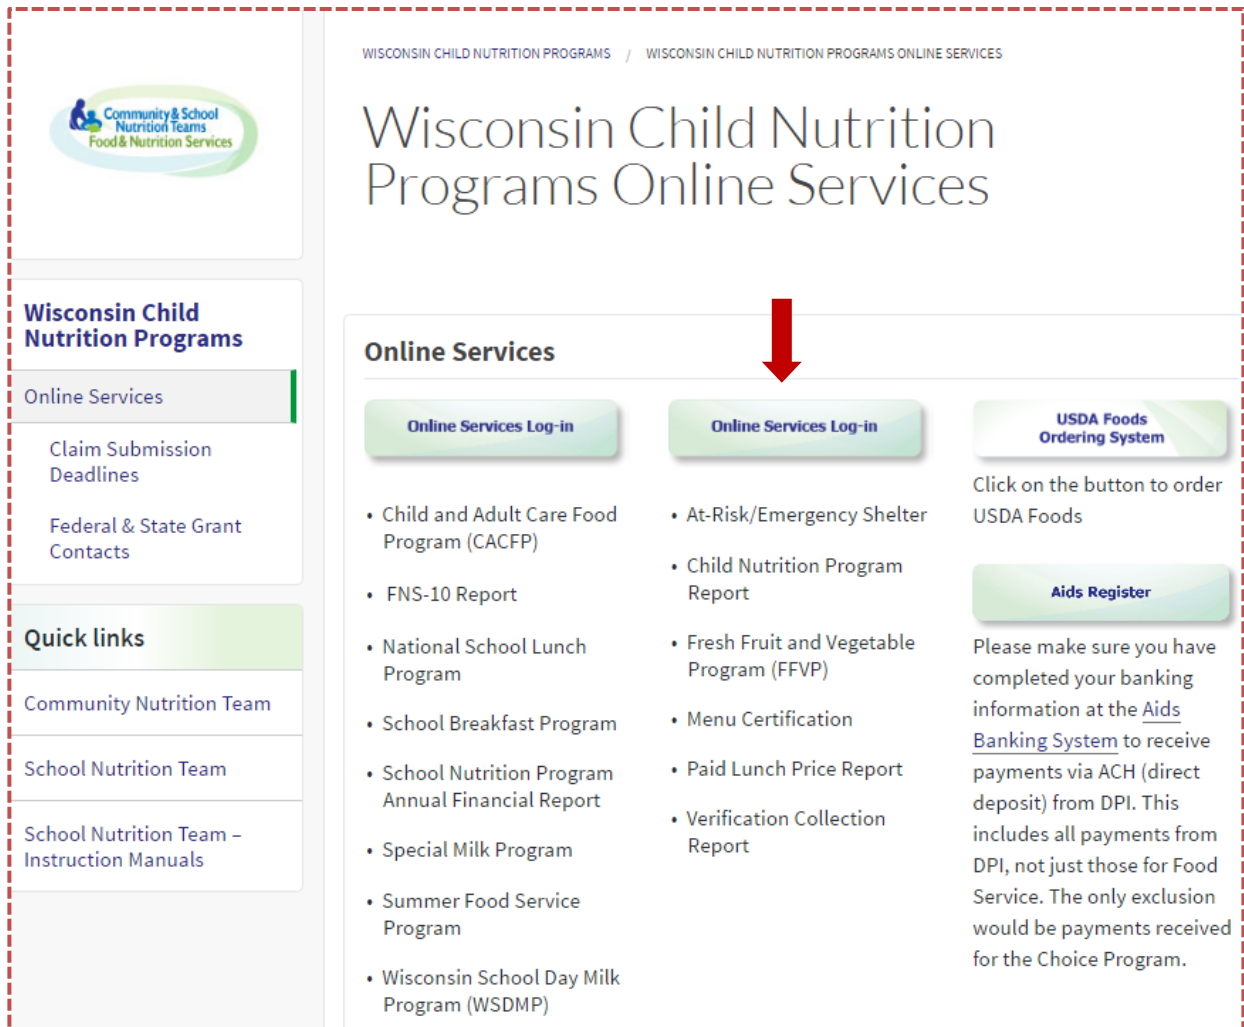 Community & School
Nutrition Teams
Food & Nutrition Services
Wisconsin Child
Nutrition Programs
Online Services
Claim Submission
Deadlines
Federal & State Grant
Contacts
Quick links
Community Nutrition Team
School Nutrition Team
School Nutrition Team –
Instruction Manuals
WISCONSIN CHILD NUTRITION PROGRAMS / WISCONSIN CHILD NUTRITION PROGRAMS ONLINE SERVICES
Wisconsin Child Nutrition
Programs Online Services
Online Services
Online Services Log-in
• Child and Adult Care Food
Program (CACFP)
• FNS-10 Report
• National School Lunch
Program
• School Breakfast Program
• School Nutrition Program
Annual Financial Report
• Special Milk Program
• Summer Food Service
Program
• Wisconsin School Day Milk
Program (WSDMP)
Online Services Log-in
• At-Risk/Emergency Shelter
• Child Nutrition Program
Report
• Fresh Fruit and Vegetable
Program (FFVP)
• Menu Certification
• Paid Lunch Price Report
• Verification Collection
Report
USDA Foods
Ordering System
Click on the button to order
USDA Foods
Aids Register
Please make sure you have
completed your banking
information at the Aids
Banking System to receive
payments via ACH (direct
deposit) from DPI. This
includes all payments from
DPI, not just those for Food
Service. The only exclusion
would be payments received
for the Choice Program.